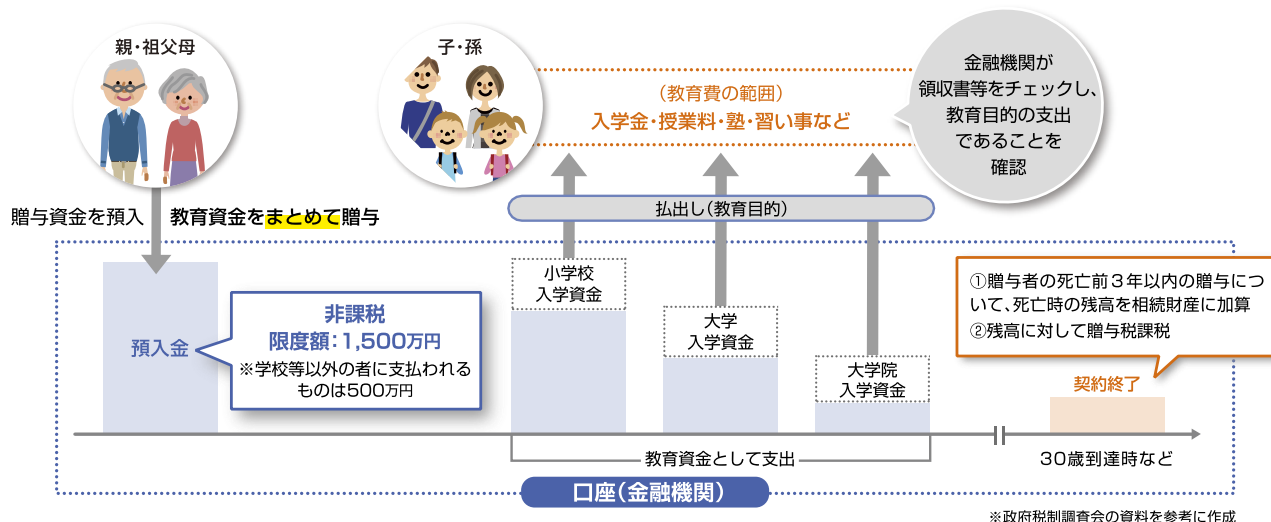 親・祖父母
子・孫
(教育費の範囲)
入学金・授業料・塾・習い事など
金融機関が
領収書等をチェックし、
教育目的の支出
であることを
確認
贈与資金を預入
教育資金をまとめて贈与
払出し(教育目的)
預入金
非課税
限度額:1,500万円
※学校等以外の者に支払われる
ものは500万円
小学校
入学資金
大学
入学資金
大学院
入学資金
①贈与者の死亡前3年以内の贈与につ
いて、死亡時の残高を相続財産に加算
②残高に対して贈与税課税
契約終了
教育資金として支出
30歳到達時など
口座(金融機関)
※政府税制調査会の資料を参考に作成